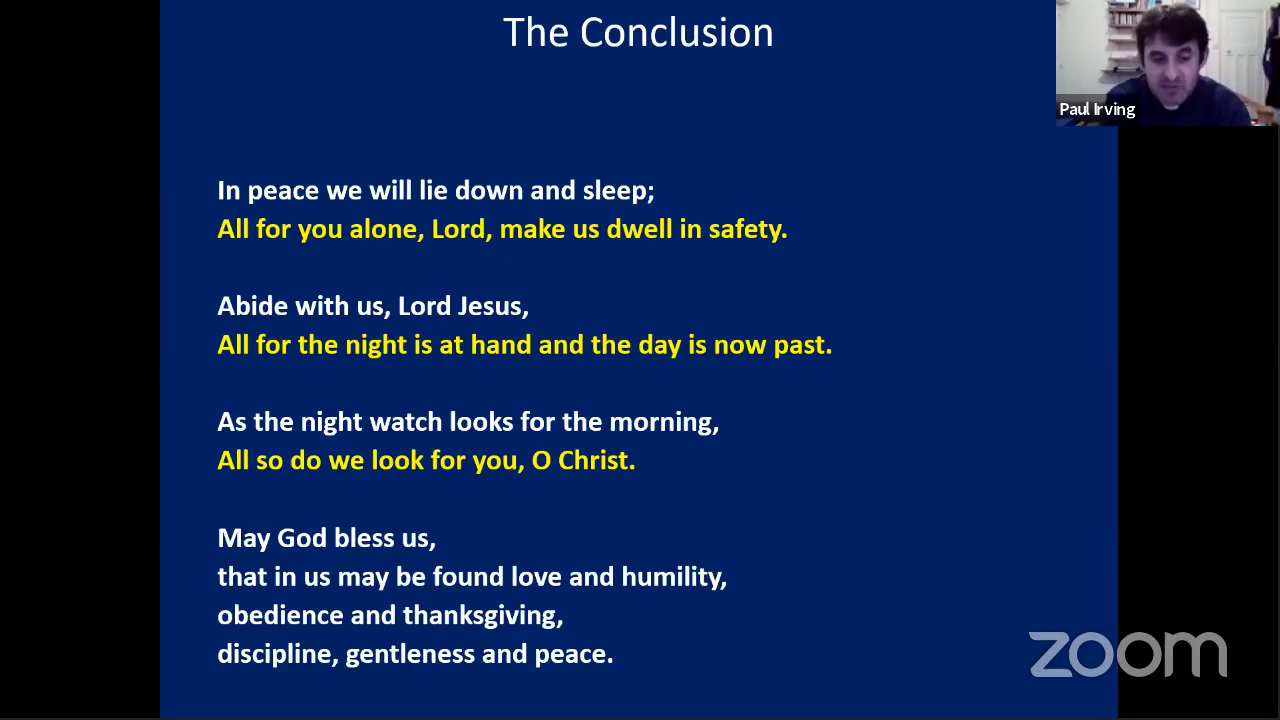 The Conclusion
Paul Irving
In peace we will lie down and sleep;
All for you alone, Lord, make us dwell in safety.
Abide with us, Lord Jesus,
All for the night is at hand and the day is now past.
As the night watch looks for the morning,
All so do we look for you, O Christ.
May God bless us,
that in us may be found love and humility,
obedience and thanksgiving,
discipline, gentleness and peace.
zoom